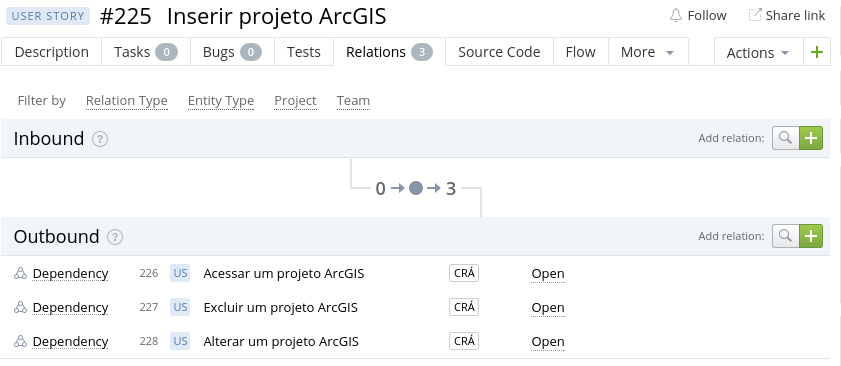 USER STORY #225 Inserir projeto ArcGIS Follow Share link
Description Tasks 0 Bugs 0 Tests Relations 3 Source Code Flow More Actions +
Filter by Relation Type Entity Type Project Team
Inbound ? Add relation: +
0 3
Outbound ? Add relation: +
Dependency 226 US Acessar um projeto ArcGIS CRÁ Open
Dependency 227 US Excluir um projeto ArcGIS CRÁ Open
Dependency 228 US Alterar um projeto ArcGIS CRÁ Open